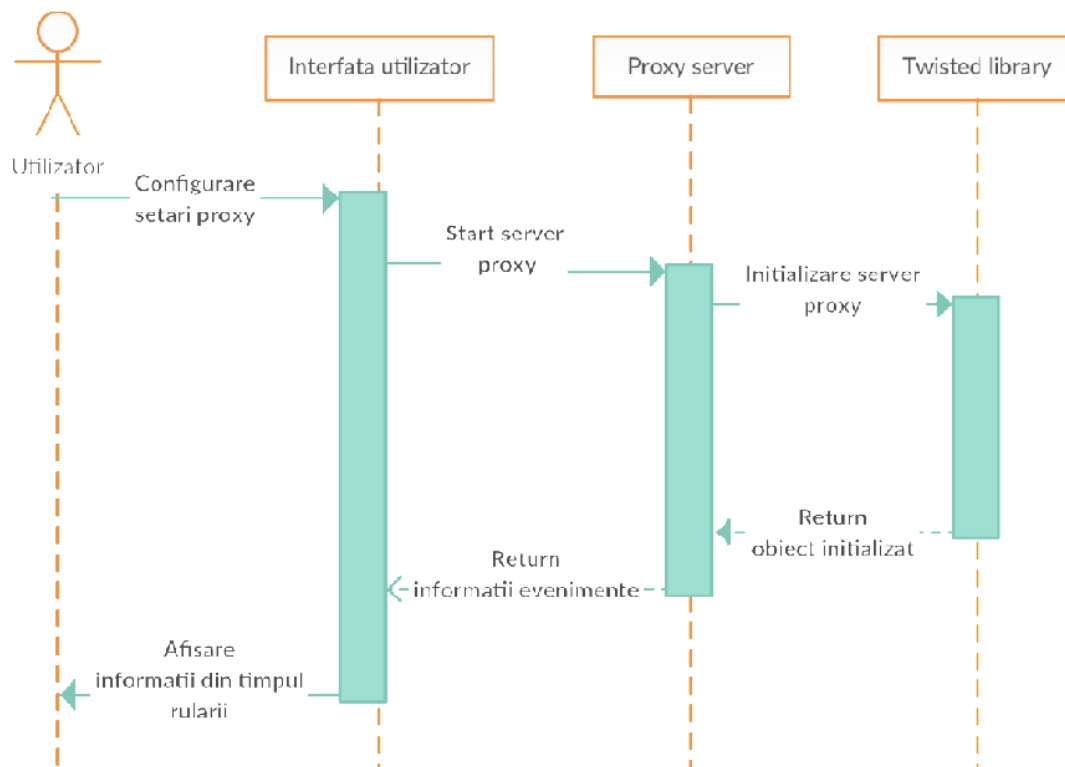 Interfata utilizator
Proxy server
Twisted library
Utilizator
Configurare
setari proxy
Start server
proxy
Initializare server
proxy
Return
obiect initializat
Return
informatii evenimente
Afisare
informatii din timpul
rularii